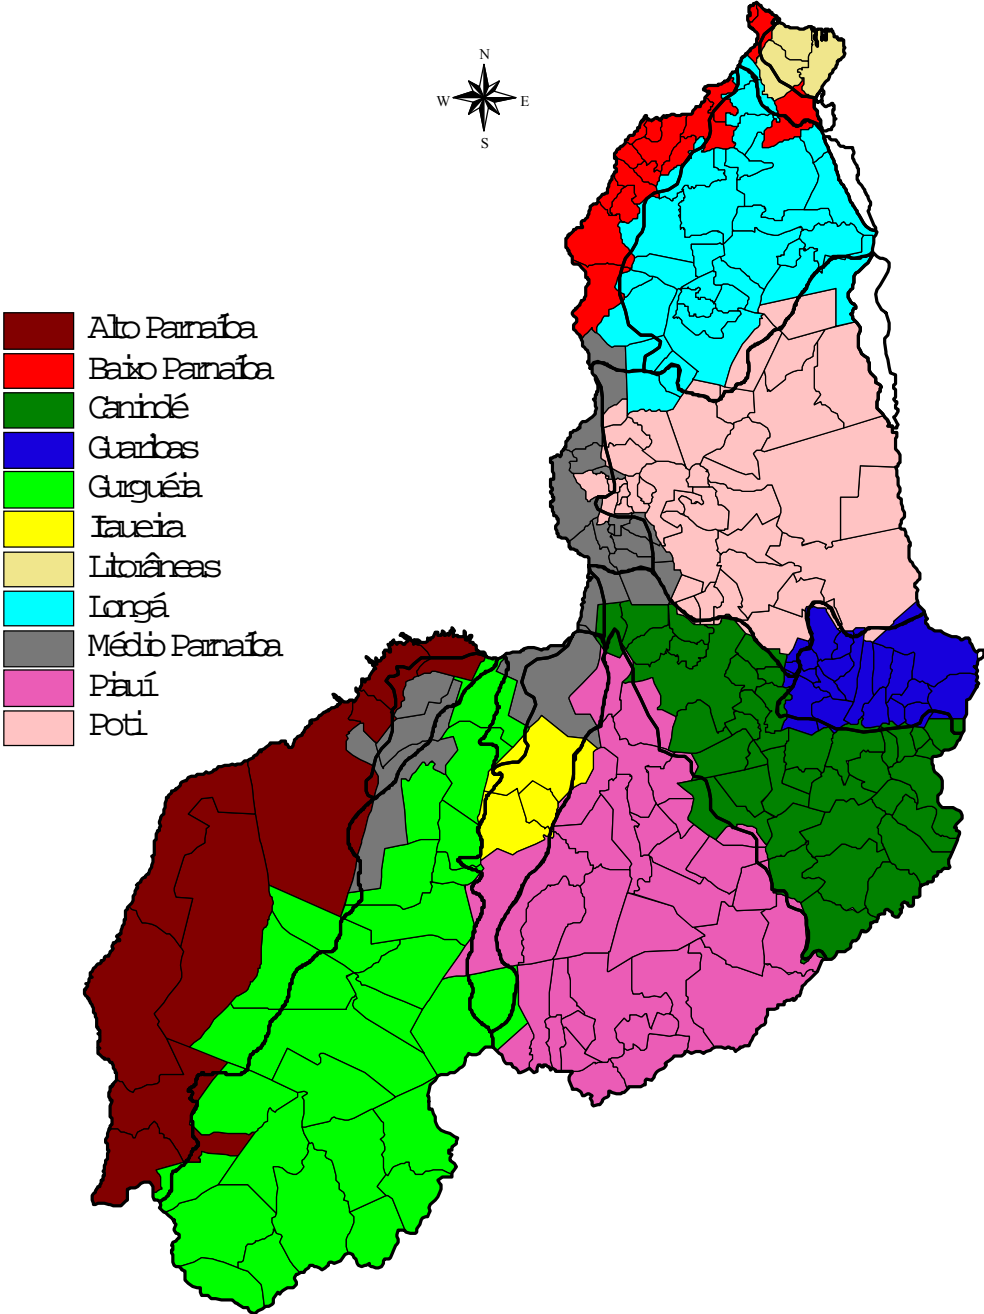 N
W E
S
Alto Parnaíba
Baixo Parnaíba
Canindé
Guaribas
Gurguéia
Itaueira
Litorâneas
Longá
Médio Parnaíba
Piauí
Poti